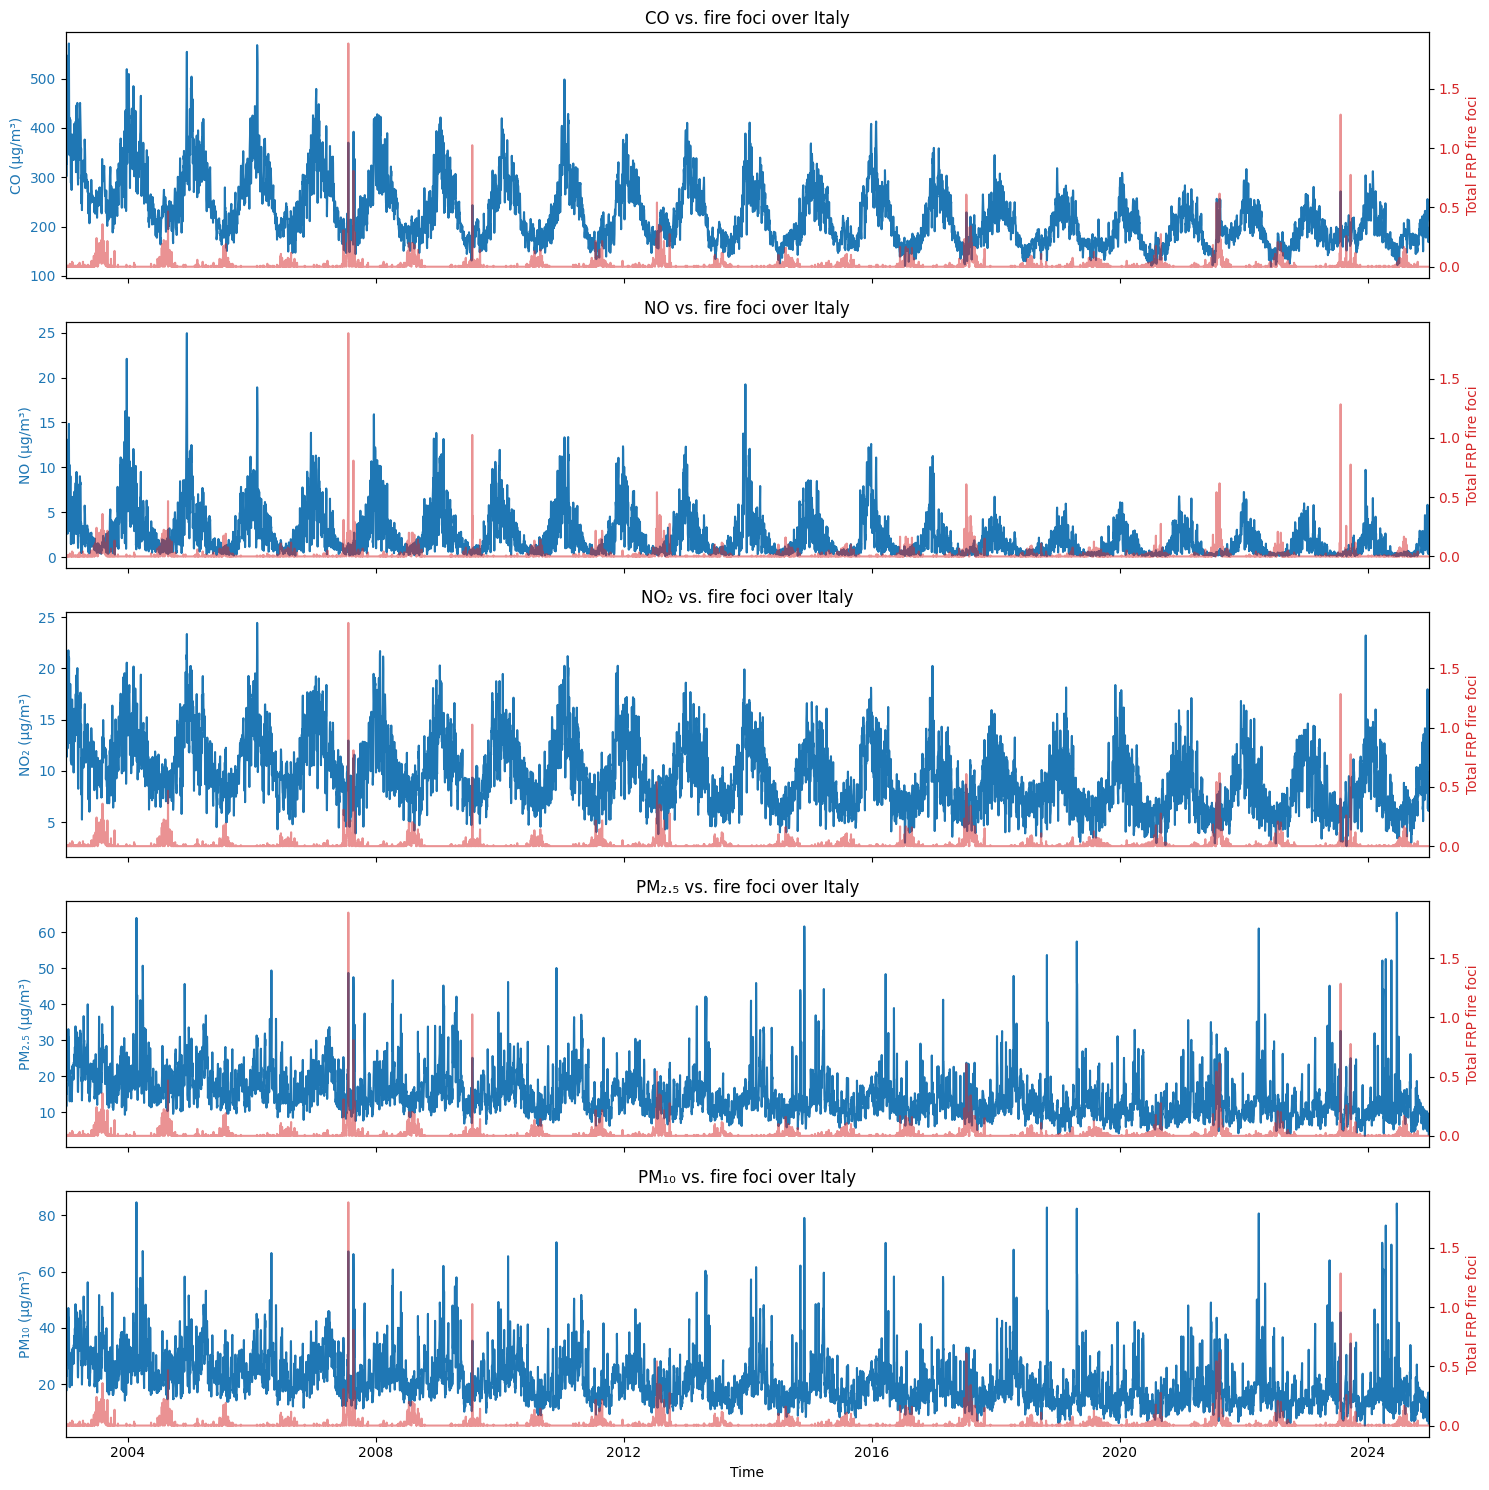 CO vs. fire foci over Italy
CO (μg/m³)
500
400
300
200
100
1.5
1.0
0.5
0.0
Total FRP fire foci
NO vs. fire foci over Italy
NO (μg/m³)
25
20
15
10
5
0
1.5
1.0
0.5
0.0
Total FRP fire foci
NO₂ vs. fire foci over Italy
NO₂ (μg/m³)
25
20
15
10
5
1.5
1.0
0.5
0.0
Total FRP fire foci
PM₂.₅ vs. fire foci over Italy
PM₂.₅ (μg/m³)
60
50
40
30
20
10
1.5
1.0
0.5
0.0
Total FRP fire foci
PM₁₀ vs. fire foci over Italy
PM₁₀ (μg/m³)
80
60
40
20
1.5
1.0
0.5
0.0
Total FRP fire foci
2004 2008 2012 2016 2020 2024
Time